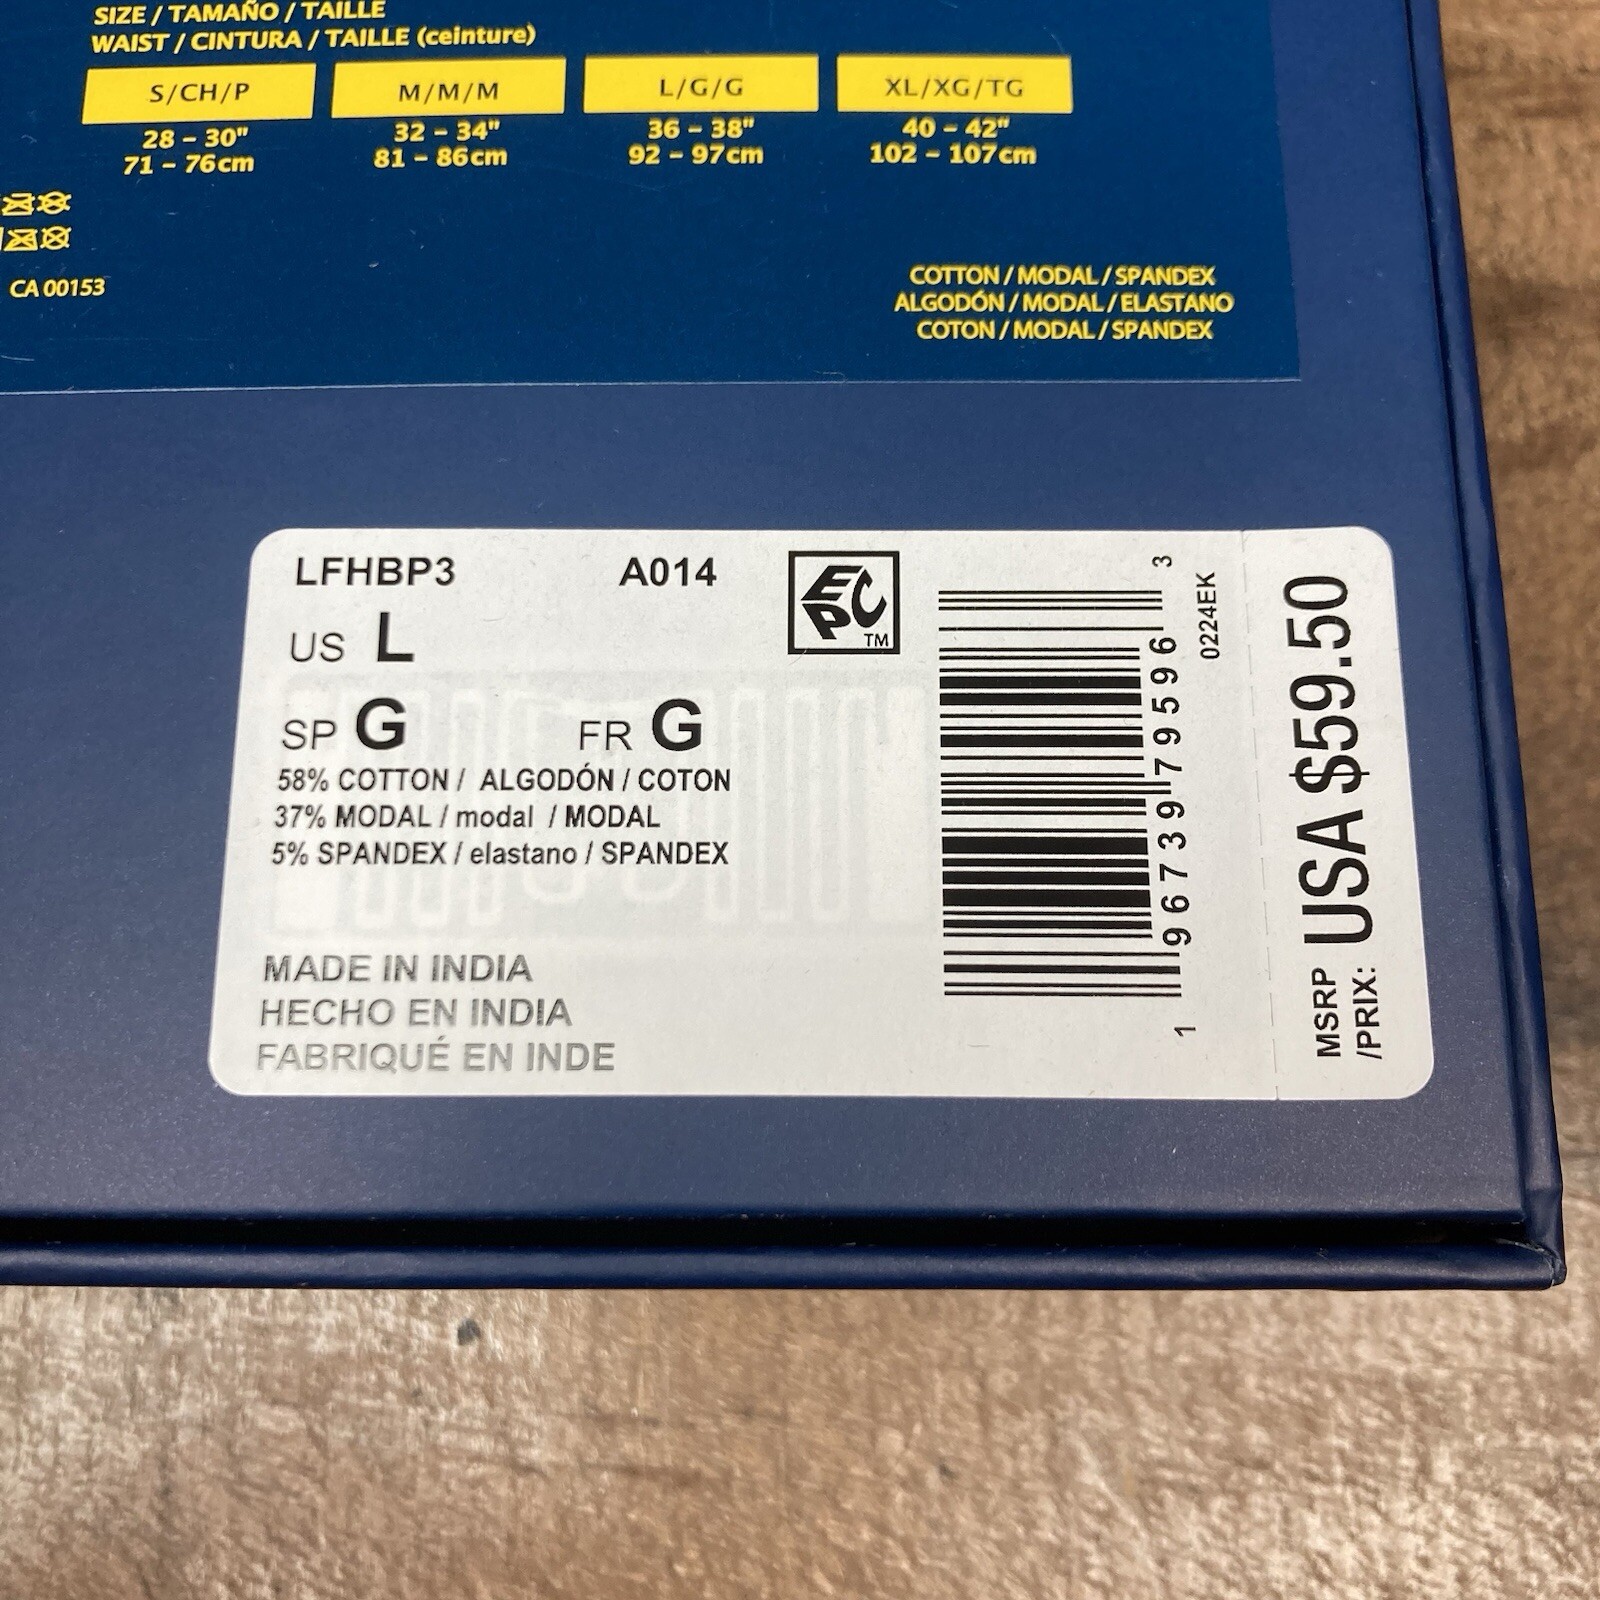 SIZE / TAMAÑO / TAILLE
WAIST / CINTURA / TAILLE (ceinture)
S/CH/P M/M/M L/G/G XL/XG/TG
28 – 30" 32 – 34" 36 – 38" 40 – 42"
71 – 76cm 81 – 86cm 92 – 97cm 102 – 107cm
CA 00153
COTTON / MODAL / SPANDEX
ALGODÓN / MODAL / ELASTANO
COTON / MODAL / SPANDEX
LFHBP3 A014
EPC TM
US L
SP G FR G
58% COTTON / ALGODÓN / COTON
37% MODAL / modal / MODAL
5% SPANDEX / elastano / SPANDEX
MADE IN INDIA
HECHO EN INDIA
FABRIQUÉ EN INDE
1 96739 79596 3
0224EK
MSRP
/PRIX:
USA $59.50